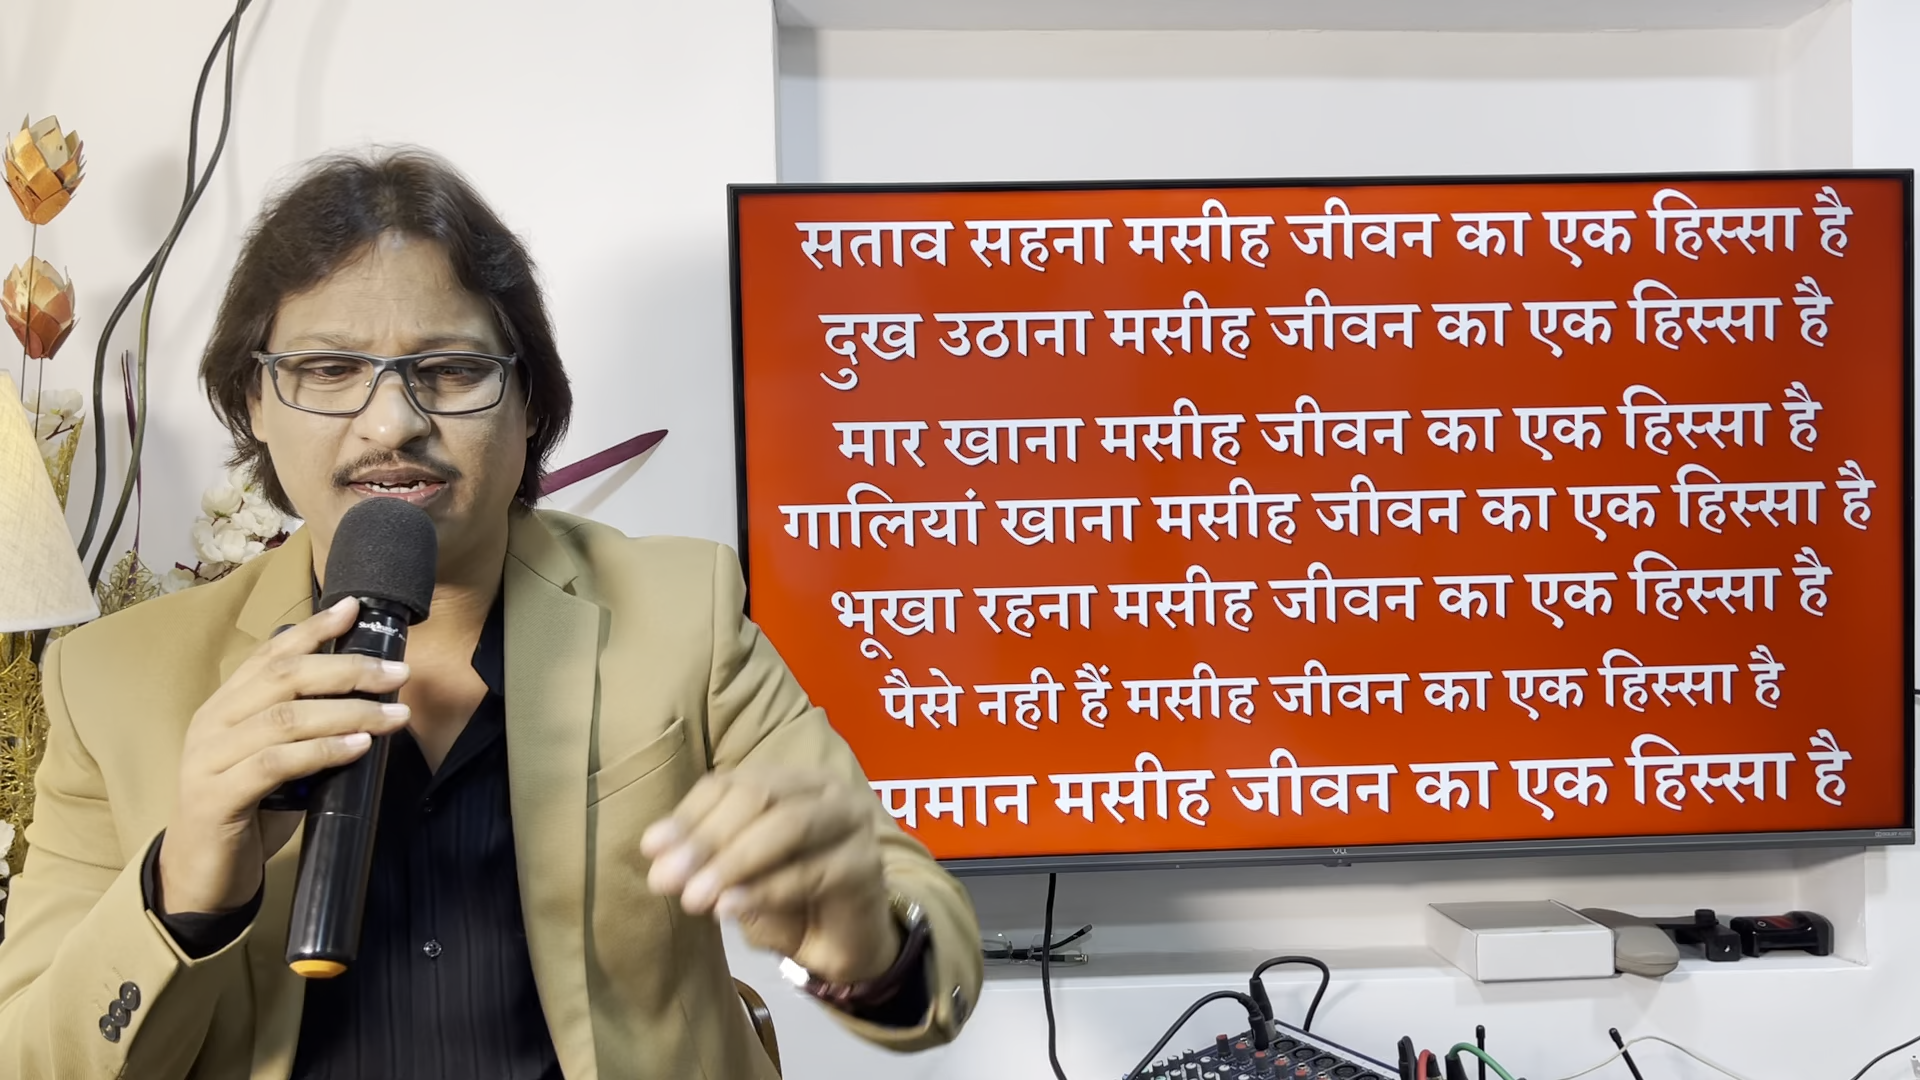 सताव सहना मसीह जीवन का एक हिस्सा है
दुख उठाना मसीह जीवन का एक हिस्सा है
मार खाना मसीह जीवन का एक हिस्सा है
गालियां खाना मसीह जीवन का एक हिस्सा है
भूखा रहना मसीह जीवन का एक हिस्सा है
पैसे नही हैं मसीह जीवन का एक हिस्सा है
पमान मसीह जीवन का एक हिस्सा है